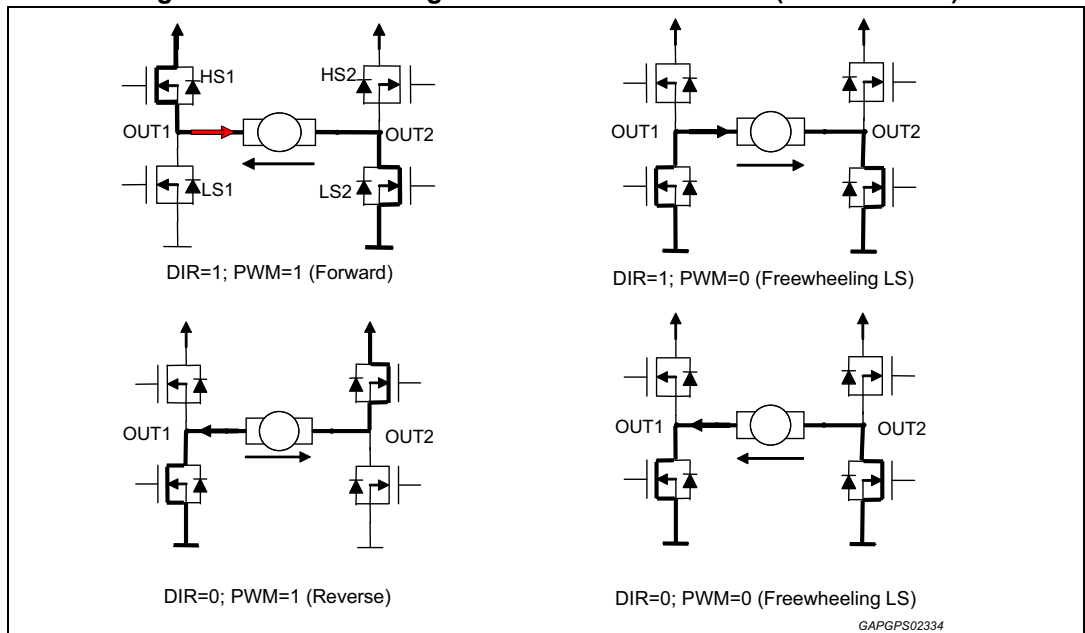 HS1 HS2
OUT1 OUT2
LS1 LS2
DIR=1; PWM=1 (Forward)
OUT1 OUT2
DIR=1; PWM=0 (Freewheeling LS)
OUT1 OUT2
DIR=0; PWM=1 (Reverse)
OUT1 OUT2
DIR=0; PWM=0 (Freewheeling LS)
GAPGPS02334